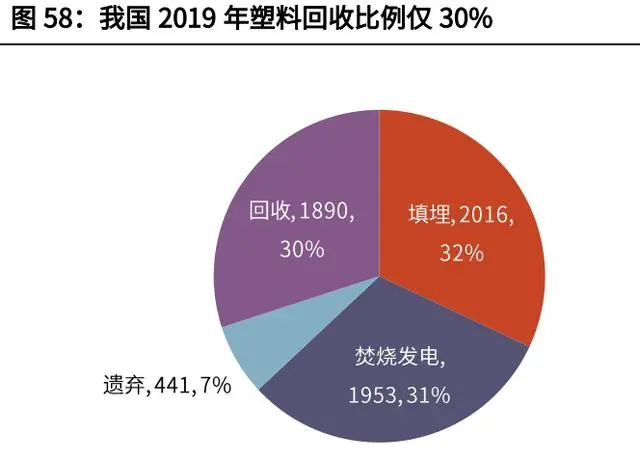 图 58：我国 2019 年塑料回收比例仅 30%
回收, 1890,
30%
填埋, 2016,
32%
焚烧发电,
1953, 31%
遗弃, 441, 7%